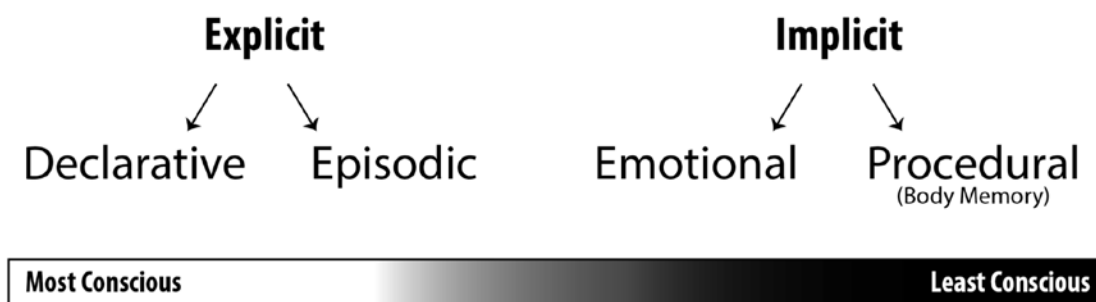 Explicit Implicit
Declarative Episodic Emotional Procedural
(Body Memory)
Most Conscious Least Conscious